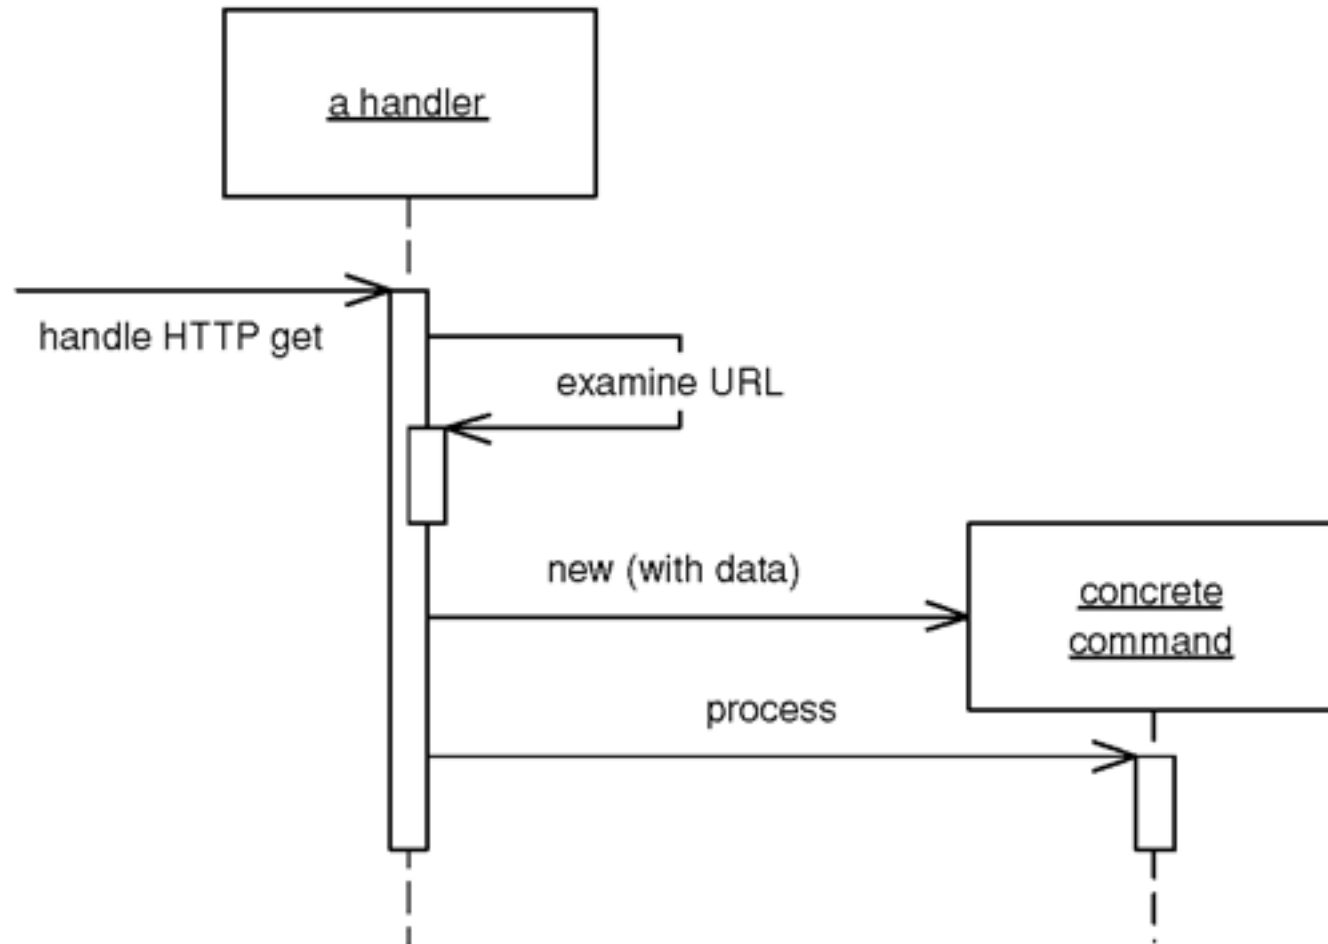 a handler
handle HTTP get
examine URL
new (with data)
concrete
command
process